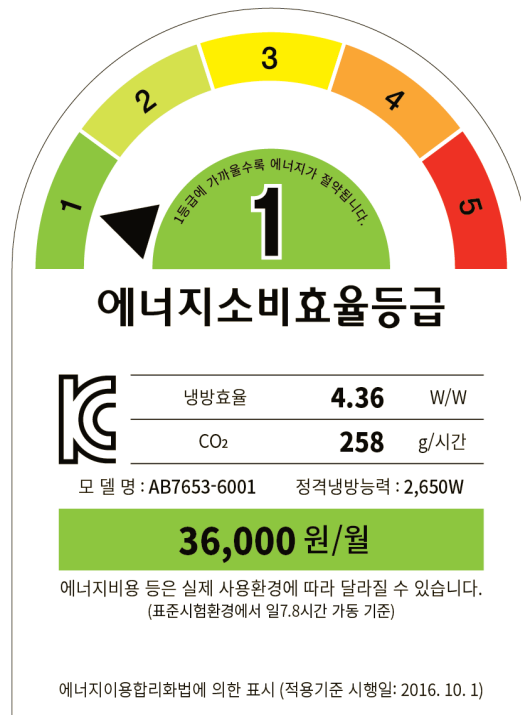 3
2
4
1
5
1등급에 가까울수록 에너지가 절약됩니다.
1
에너지소비효율등급
냉방효율 4.36 W/W
CO₂ 258 g/시간
모 델 명 : AB7653-6001 정격냉방능력 : 2,650W
36,000 원/월
에너지비용 등은 실제 사용환경에 따라 달라질 수 있습니다.
(표준시험환경에서 일7.8시간 가동 기준)
에너지이용합리화법에 의한 표시 (적용기준 시행일: 2016. 10. 1)